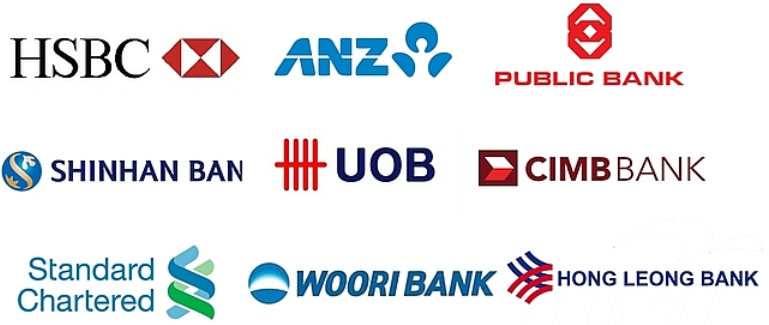 HSBC
ANZ
PUBLIC BANK
SHINHAN BAN
UOB
CIMB BANK
Standard
Chartered
WOORI BANK
HONG LEONG BANK